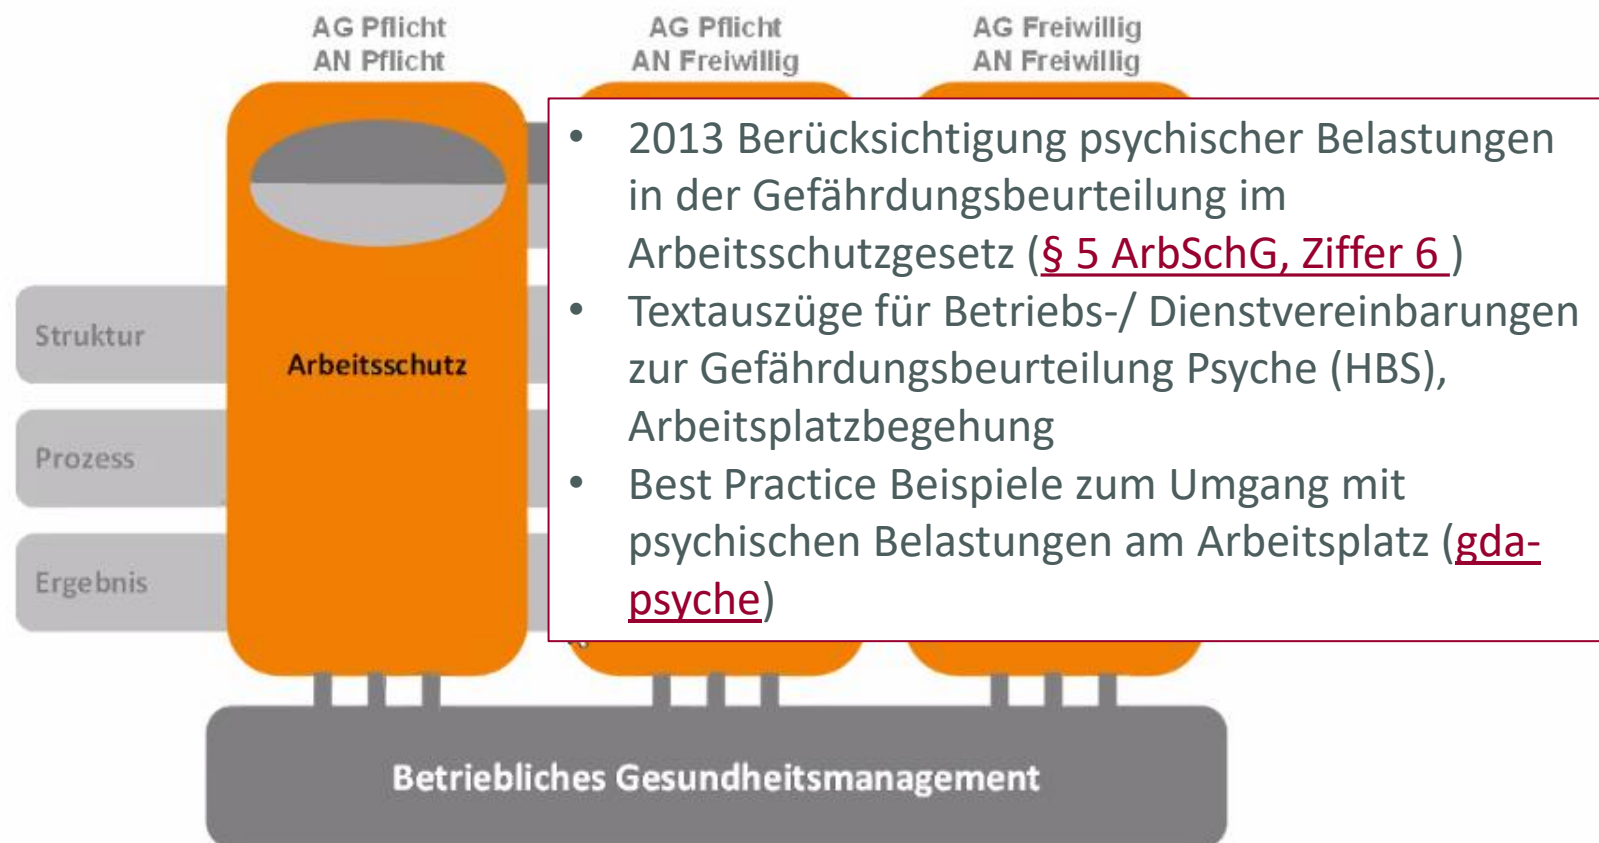 AG Pflicht
AN Pflicht
AG Pflicht
AN Freiwillig
AG Freiwillig
AN Freiwillig
• 2013 Berücksichtigung psychischer Belastungen
in der Gefährdungsbeurteilung im
Arbeitsschutzgesetz (§ 5 ArbSchG, Ziffer 6 )
• Textauszüge für Betriebs-/ Dienstvereinbarungen
zur Gefährdungsbeurteilung Psyche (HBS),
Arbeitsplatzbegehung
• Best Practice Beispiele zum Umgang mit
psychischen Belastungen am Arbeitsplatz (gda-
psyche)
Struktur
Arbeitsschutz
Prozess
Ergebnis
Betriebliches Gesundheitsmanagement